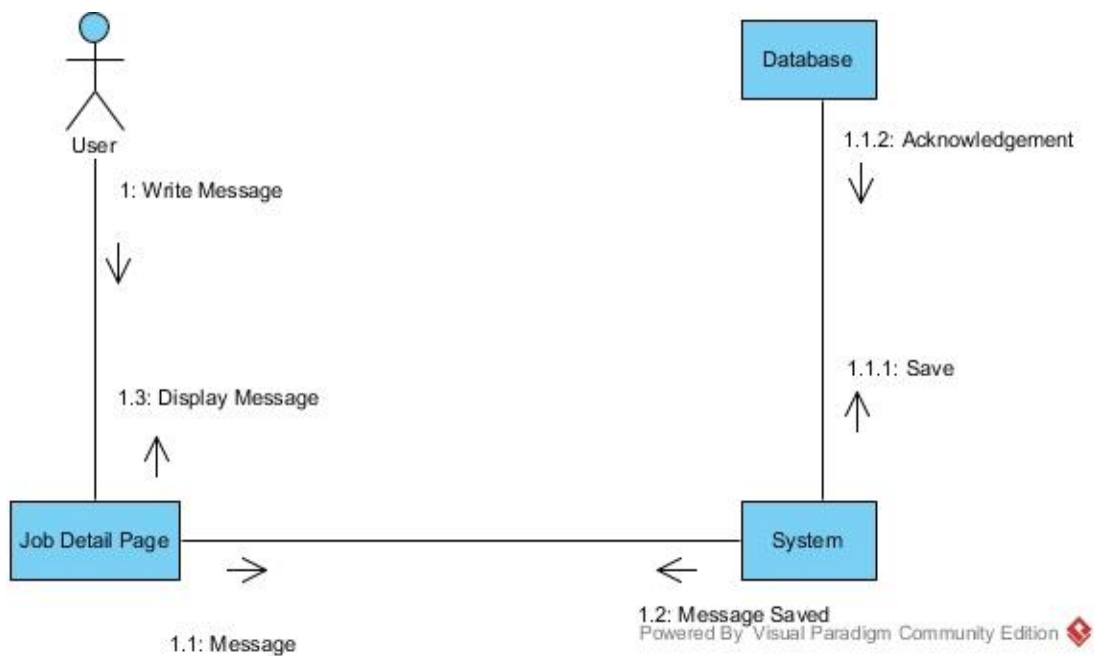 Database
User
1.1.2: Acknowledgement
1: Write Message
1.1.1: Save
1.3: Display Message
Job Detail Page
System
1.2: Message Saved
Powered By Visual Paradigm Community Edition
1.1: Message